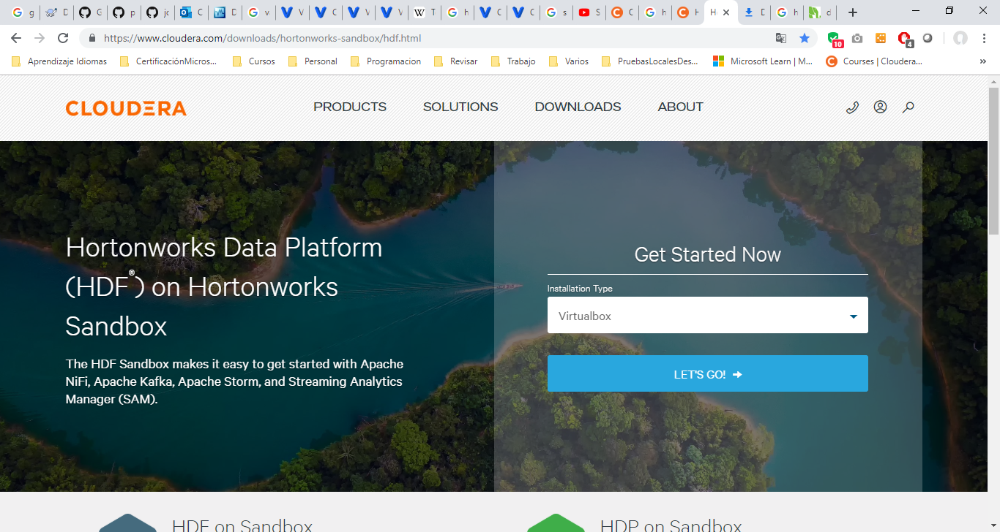 g
D
G
p
jc
C
D
v
V
C
V
V
T
h
C
C
s
S
C
h
H
H
D
h
d
https://www.cloudera.com/downloads/hortonworks-sandbox/hdf.html
10
4
Aprendizaje Idiomas
CertificaciónMicros...
Cursos
Personal
Programacion
Revisar
Trabajo
Varios
PruebasLocalesDes...
Microsoft Learn | M...
Courses | Cloudera...
»
CLOUDERA
PRODUCTS
SOLUTIONS
DOWNLOADS
ABOUT
Hortonworks Data Platform
(HDF®) on Hortonworks
Sandbox
The HDF Sandbox makes it easy to get started with Apache
NiFi, Apache Kafka, Apache Storm, and Streaming Analytics
Manager (SAM).
Get Started Now
Installation Type
Virtualbox
LET'S GO!
HDF on Sandbox
HDP on Sandbox